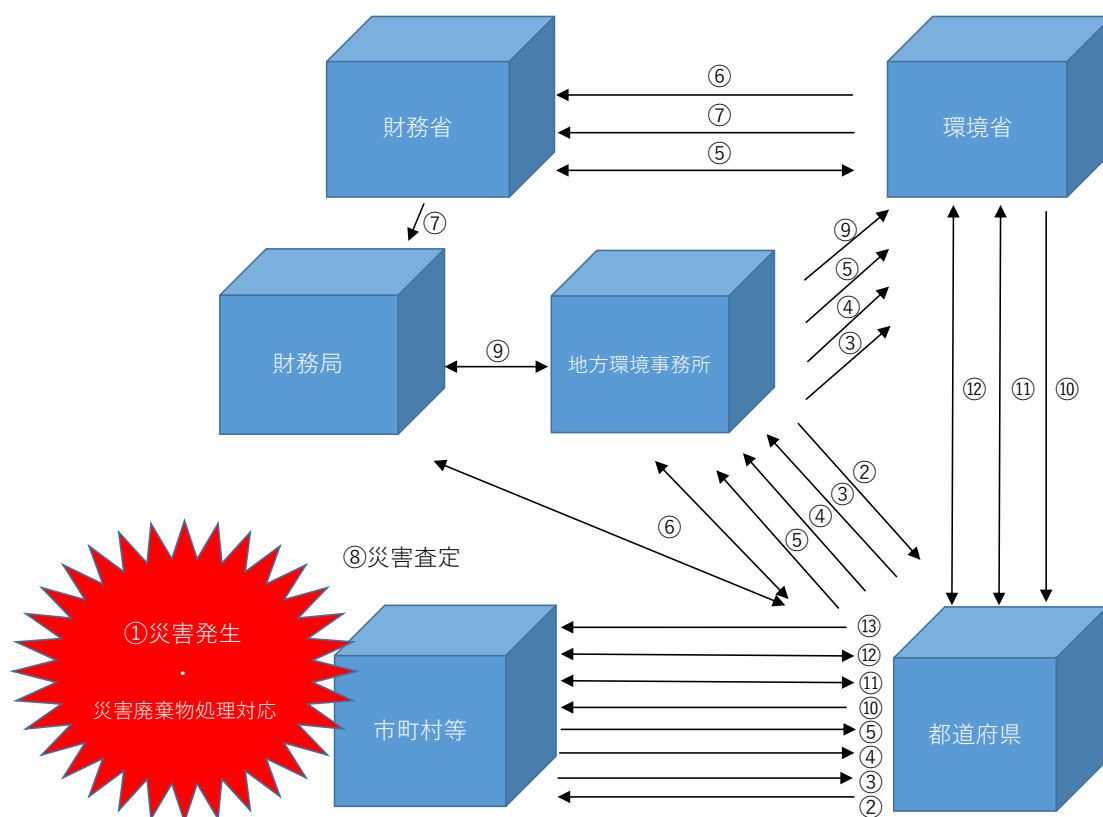 ⑥
財務省
環境省
⑦
⑤
⑦
⑨
⑤
④
③
財務局
⑨
地方環境事務所
⑫
⑪
⑩
②
③
④
⑤
⑥
⑧災害査定
①災害発生
・
災害廃棄物処理対応
市町村等
⑬
⑫
⑪
⑩
⑤
④
③
②
都道府県